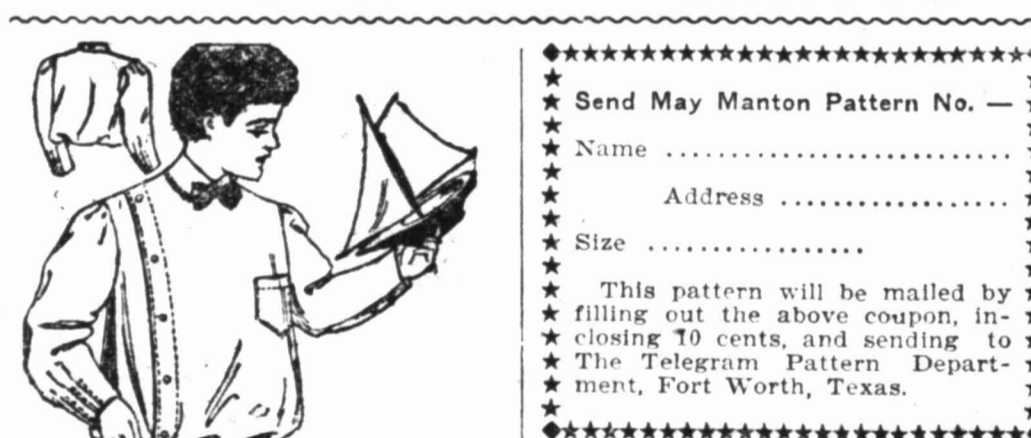 Send May Manton Pattern No. —
Name ..............................
Address ....................
Size ...................
This pattern will be mailed by
filling out the above coupon, in-
closing 10 cents, and sending to
The Telegram Pattern Depart-
ment, Fort Worth, Texas.